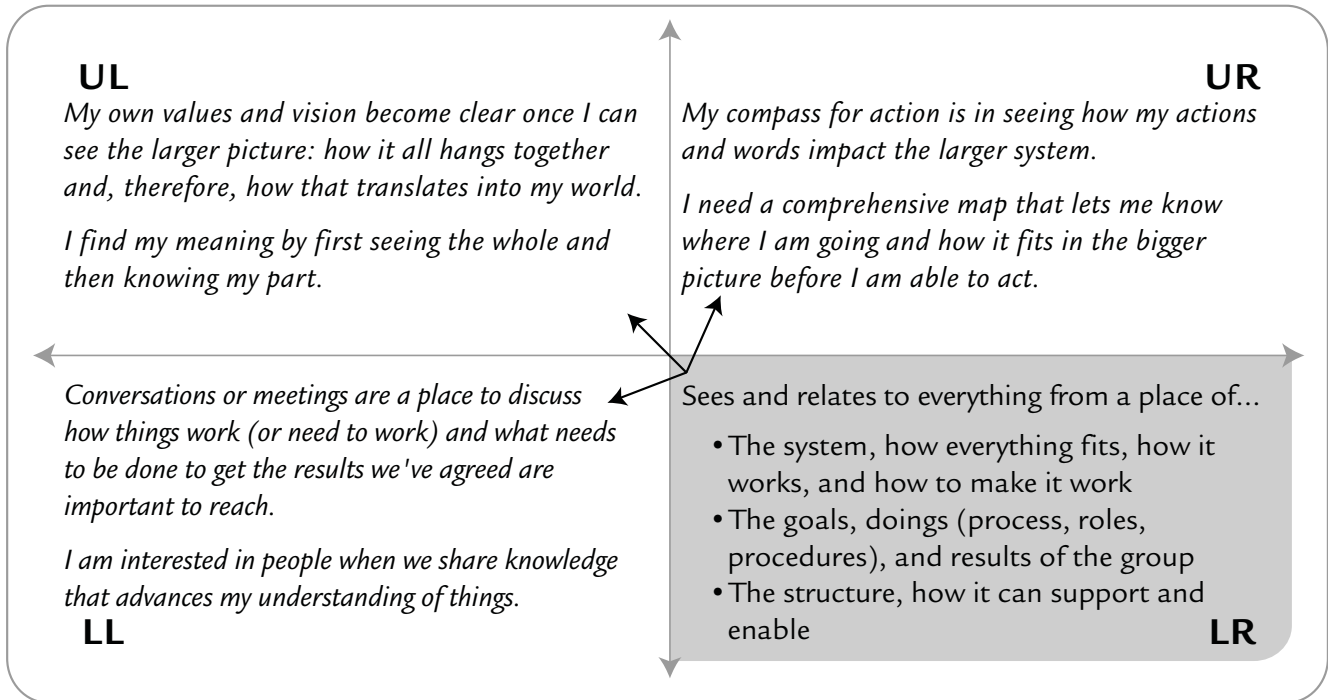 UL
My own values and vision become clear once I can
see the larger picture: how it all hangs together
and, therefore, how that translates into my world.
I find my meaning by first seeing the whole and
then knowing my part.
UR
My compass for action is in seeing how my actions
and words impact the larger system.
I need a comprehensive map that lets me know
where I am going and how it fits in the bigger
picture before I am able to act.
Conversations or meetings are a place to discuss
how things work (or need to work) and what needs
to be done to get the results we've agreed are
important to reach.
I am interested in people when we share knowledge
that advances my understanding of things.
LL
Sees and relates to everything from a place of...
• The system, how everything fits, how it
works, and how to make it work
• The goals, doings (process, roles,
procedures), and results of the group
• The structure, how it can support and
enable
LR